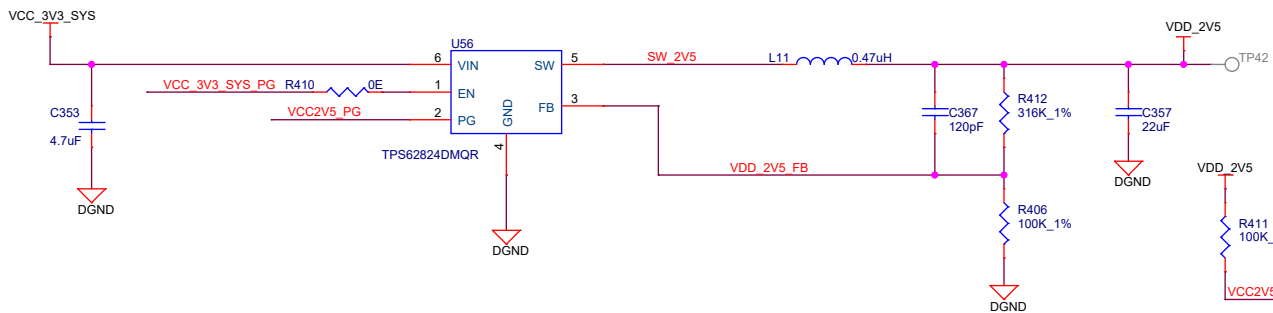 VCC_3V3_SYS
VDD_2V5
U56
6
VIN
SW
5
SW_2V5
L11
0.47uH
TP42
VCC_3V3_SYS_PG
R410
0E
1
EN
C353
4.7uF
VCC2V5_PG
2
PG
GND
FB
3
C367
120pF
R412
316K_1%
C357
22uF
4
TPS62824DMQR
VDD_2V5_FB
VDD_2V5
DGND
DGND
R406
100K_1%
R411
100K_
DGND
VCC2V5
DGND